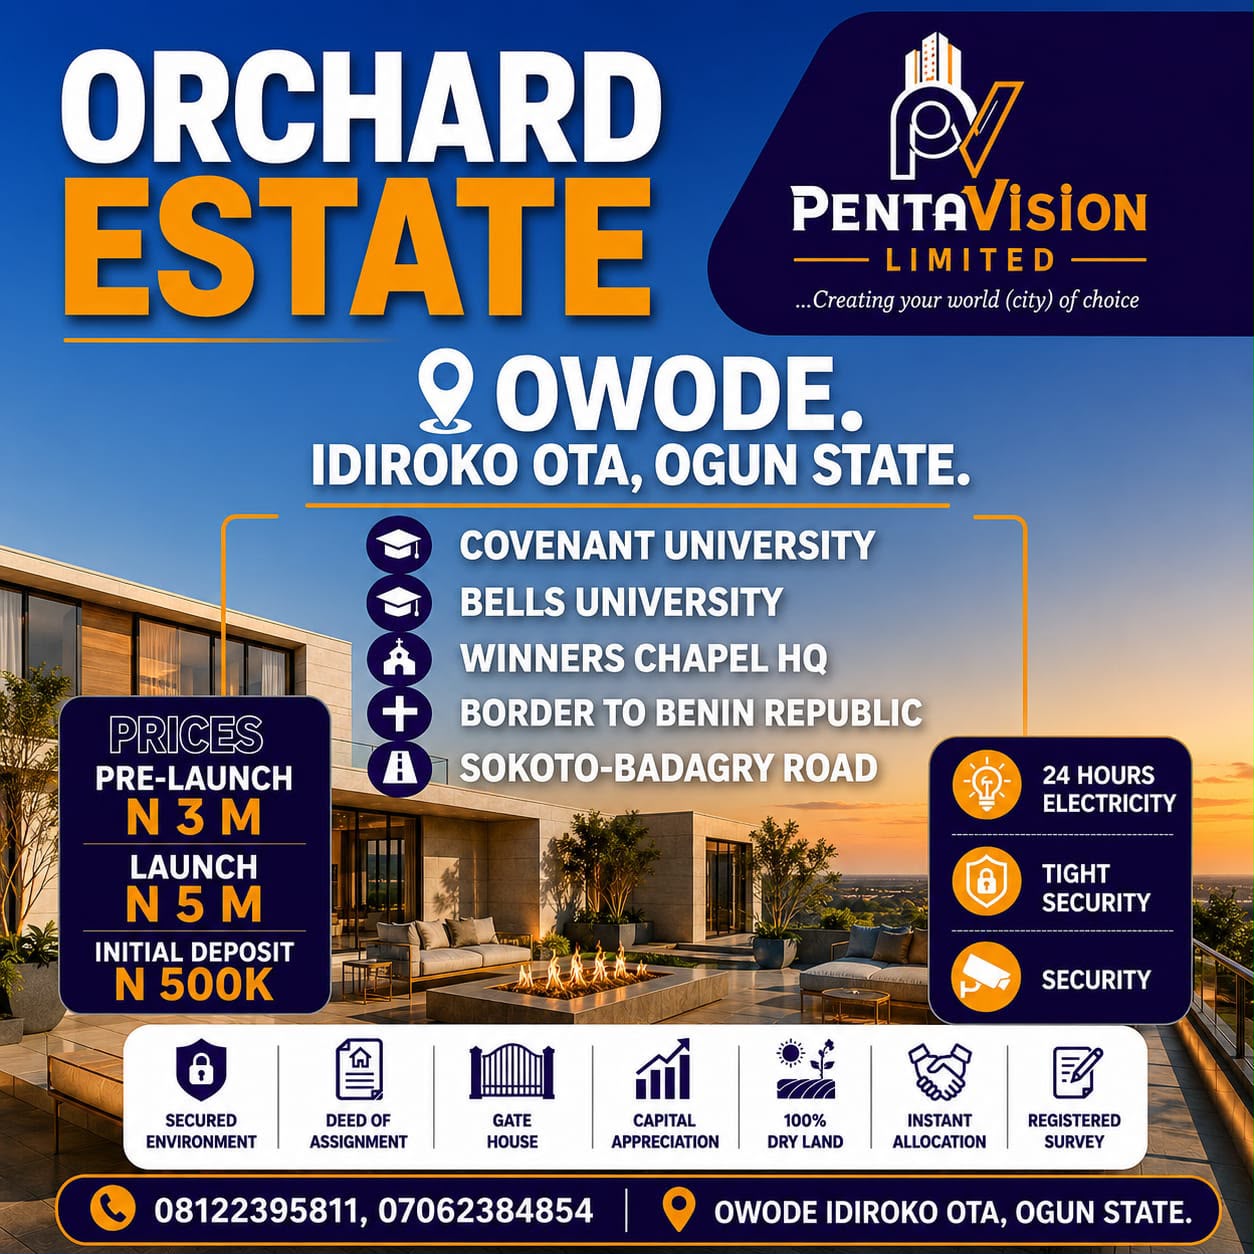 ORCHARD
ESTATE
PV
PENTAVISION
LIMITED
...Creating your world (city) of choice
OWODE.
IDIROKO OTA, OGUN STATE.
COVENANT UNIVERSITY
BELLS UNIVERSITY
WINNERS CHAPEL HQ
BORDER TO BENIN REPUBLIC
SOKOTO-BADAGRY ROAD
PRICES
PRE-LAUNCH
N 3 M
LAUNCH
N 5 M
INITIAL DEPOSIT
N 500K
24 HOURS
ELECTRICITY
TIGHT
SECURITY
SECURITY
SECURED
ENVIRONMENT
DEED OF
ASSIGNMENT
GATE
HOUSE
CAPITAL
APPRECIATION
100%
DRY LAND
INSTANT
ALLOCATION
REGISTERED
SURVEY
08122395811, 07062384854
OWODE IDIROKO OTA, OGUN STATE.